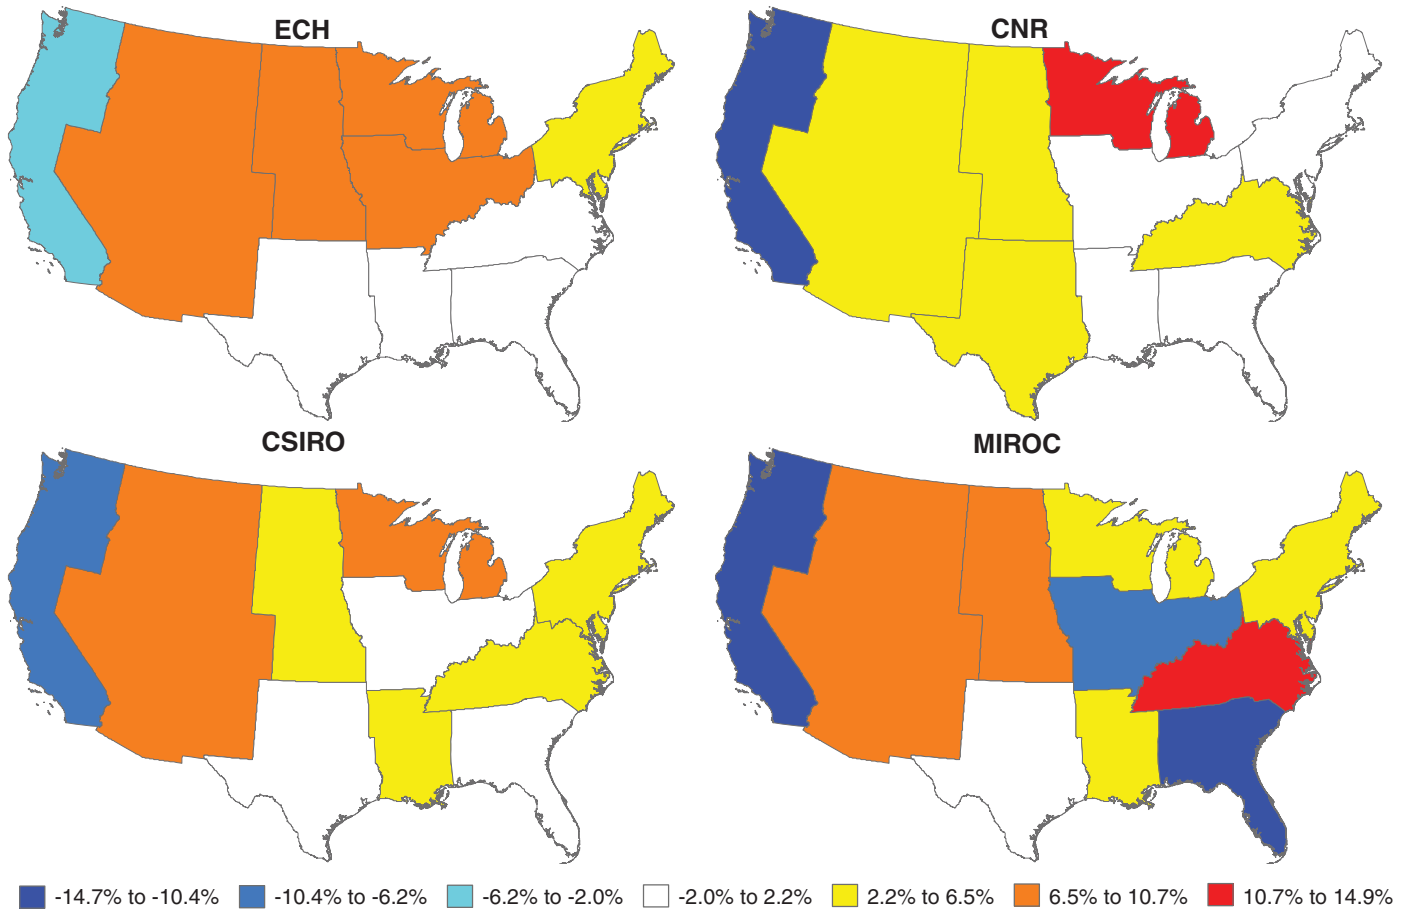 ECH
CNR
CSIRO
MIROC
-14.7% to -10.4%
-10.4% to -6.2%
-6.2% to -2.0%
-2.0% to 2.2%
2.2% to 6.5%
6.5% to 10.7%
10.7% to 14.9%